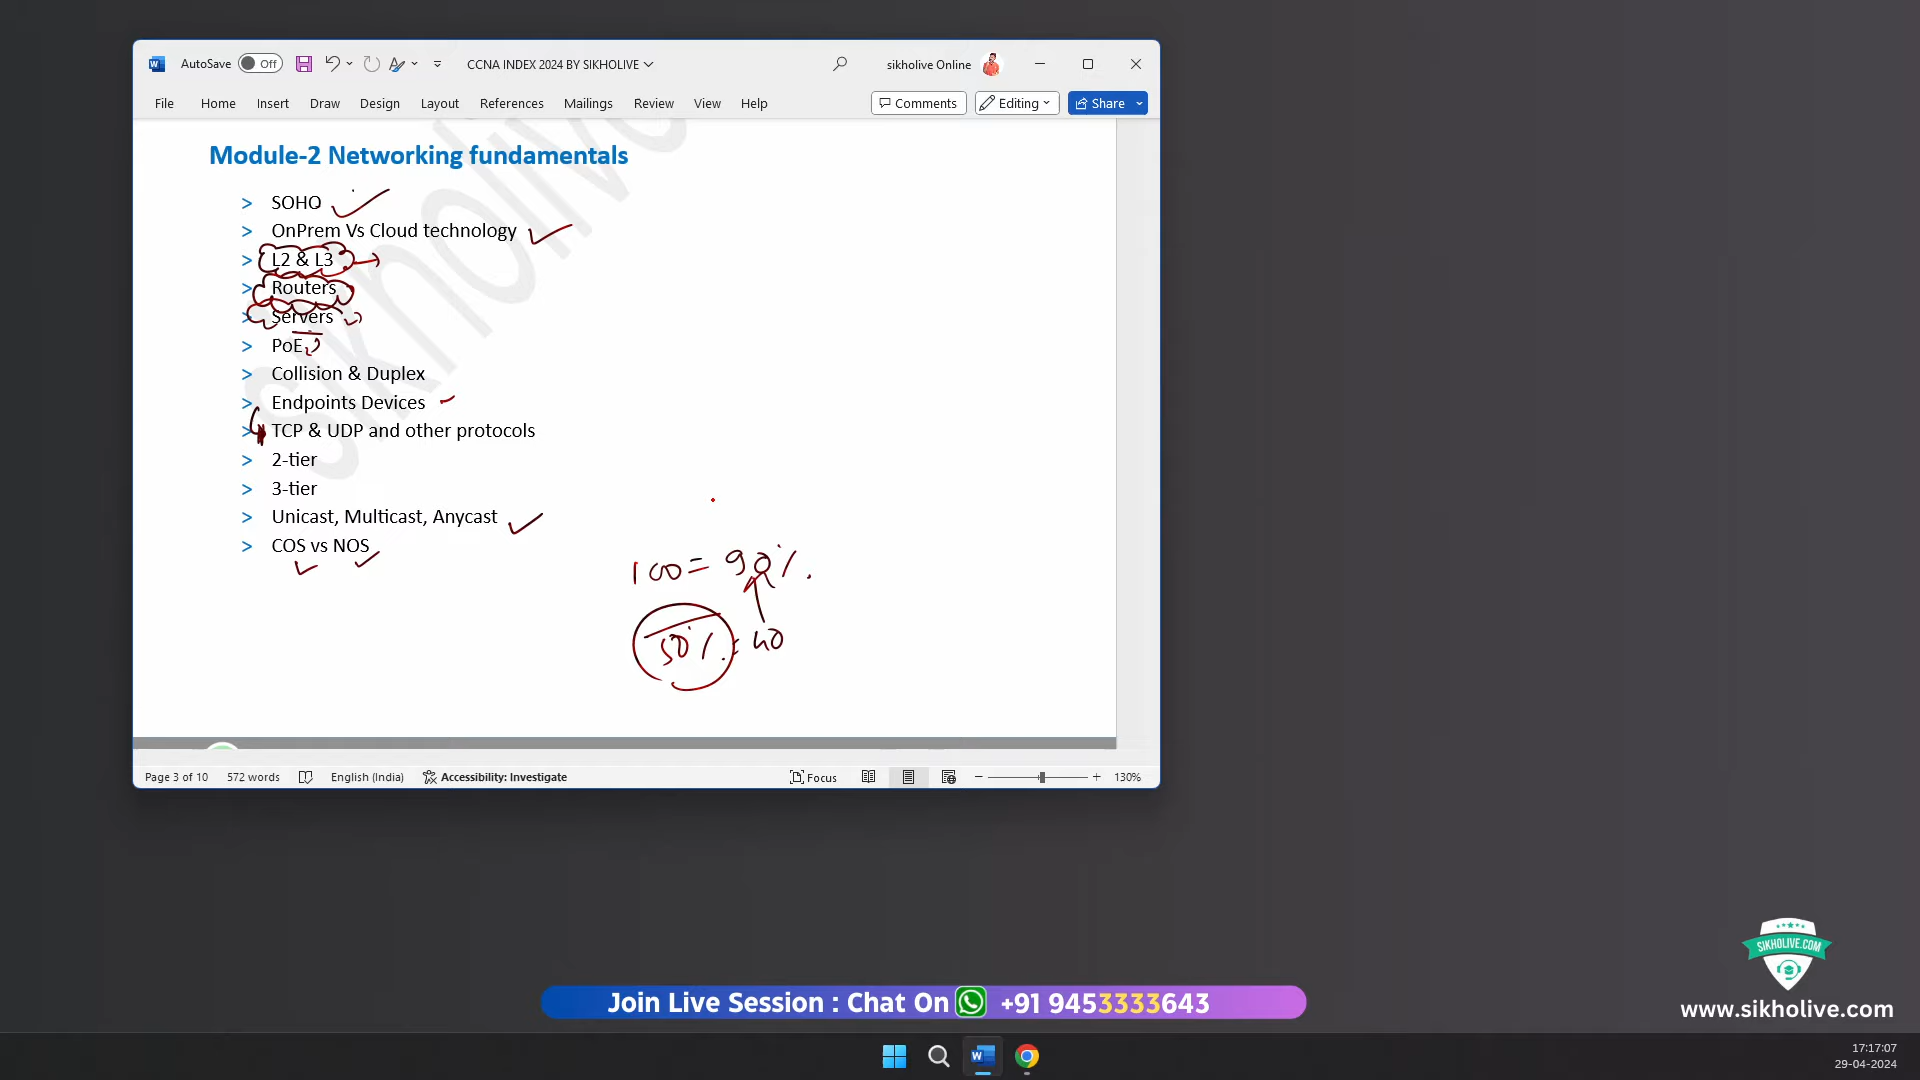 AutoSave Off CCNA INDEX 2024 BY SIKHOLIVE sikholive Online
File Home Insert Draw Design Layout References Mailings Review View Help Comments Editing Share
sikholive
Module-2 Networking fundamentals
> SOHO
> OnPrem Vs Cloud technology
> L2 & L3
> Routers
> Servers
> PoE
> Collision & Duplex
> Endpoints Devices
> TCP & UDP and other protocols
> 2-tier
> 3-tier
> Unicast, Multicast, Anycast
> COS vs NOS
100 = 90%.
50%. : 40
Page 3 of 10 572 words English (India) Accessibility: Investigate Focus 130%
SIKHOLIVE.COM
Join Live Session : Chat On +91 9453333643
www.sikholive.com
17:17:07
29-04-2024